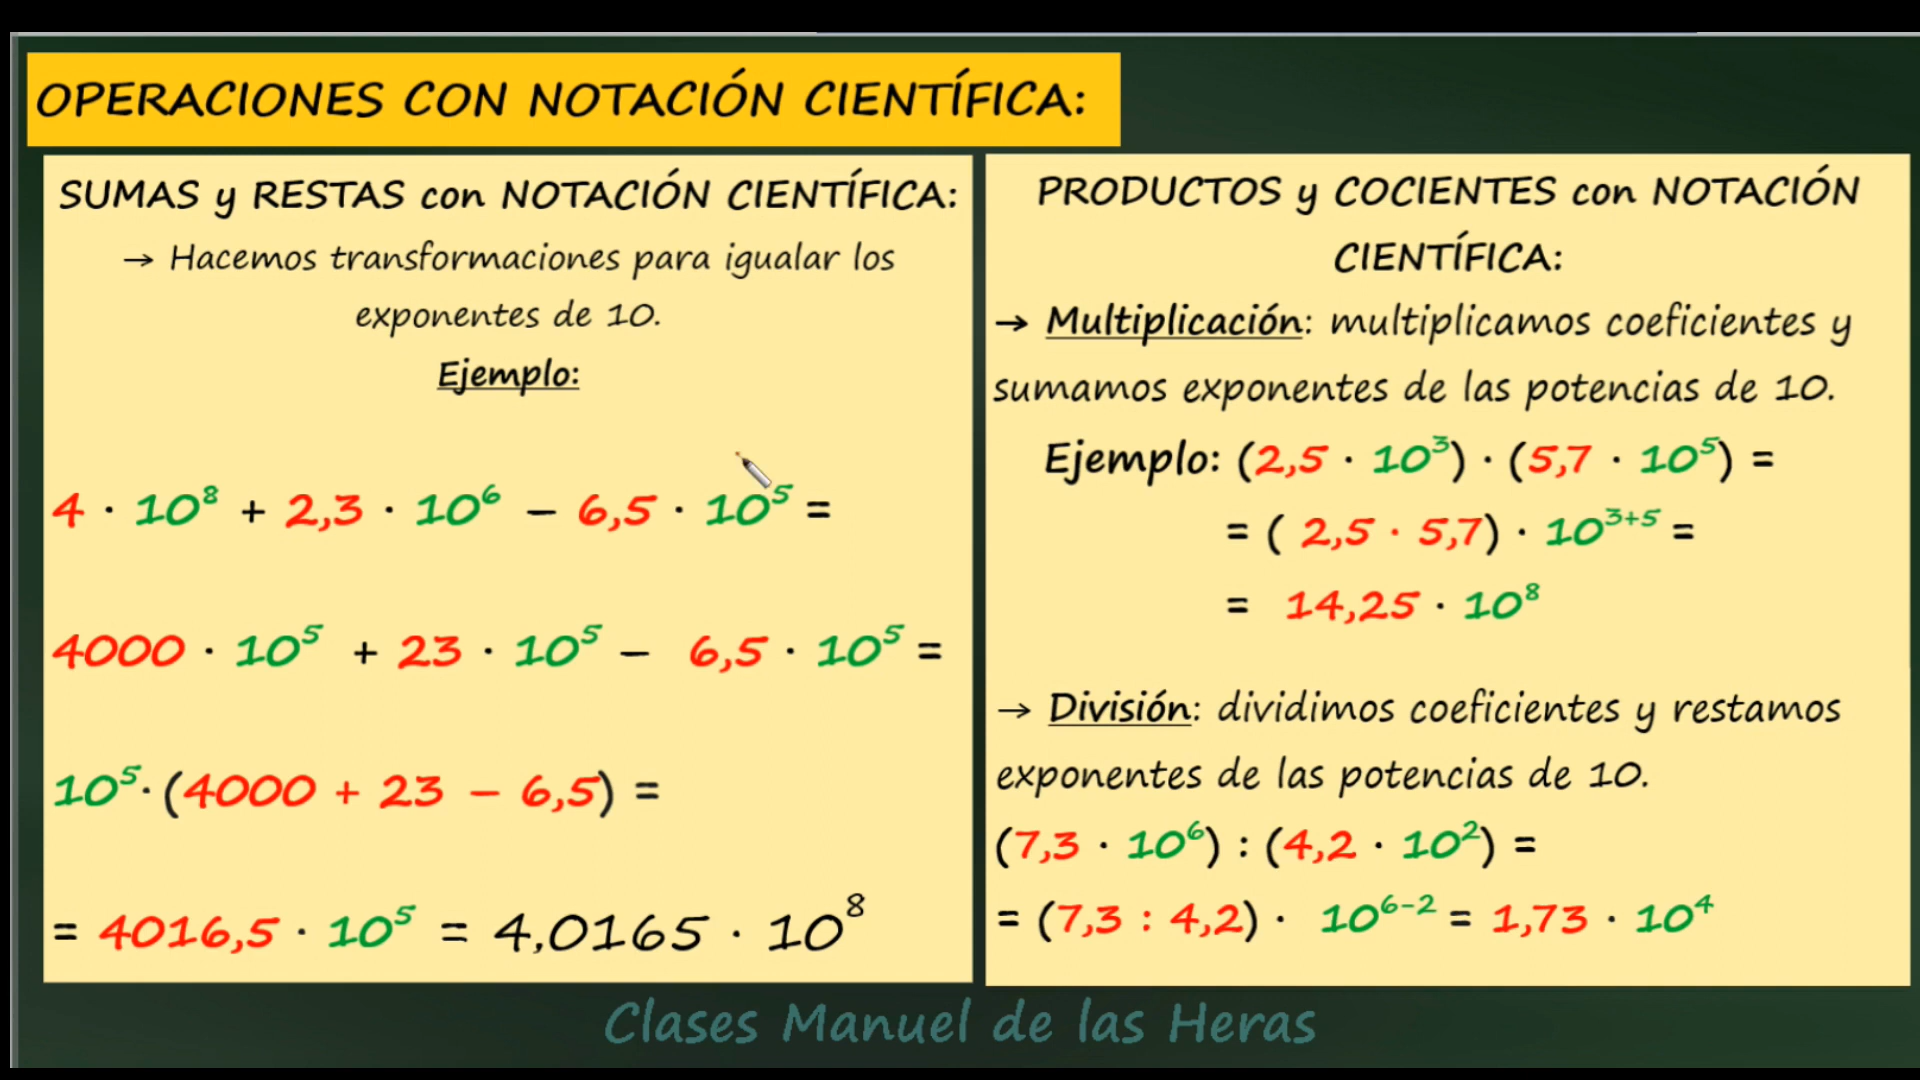 OPERACIONES CON NOTACIÓN CIENTÍFICA:
SUMAS y RESTAS con NOTACIÓN CIENTÍFICA:
→ Hacemos transformaciones para igualar los
exponentes de 10.
Ejemplo:
4 · 10⁸ + 2,3 · 10⁶ – 6,5 · 10⁵ =
4000 · 10⁵ + 23 · 10⁵ – 6,5 · 10⁵ =
10⁵· (4000 + 23 – 6,5) =
= 4016,5 · 10⁵ = 4,0165 · 10⁸
PRODUCTOS y COCIENTES con NOTACIÓN
CIENTÍFICA:
→ Multiplicación: multiplicamos coeficientes y
sumamos exponentes de las potencias de 10.
Ejemplo: (2,5 · 10³) · (5,7 · 10⁵) =
= ( 2,5 · 5,7) · 10³⁺⁵ =
= 14,25 · 10⁸
→ División: dividimos coeficientes y restamos
exponentes de las potencias de 10.
(7,3 · 10⁶) : (4,2 · 10²) =
= (7,3 : 4,2) · 10⁶⁻² = 1,73 · 10⁴
Clases Manuel de las Heras